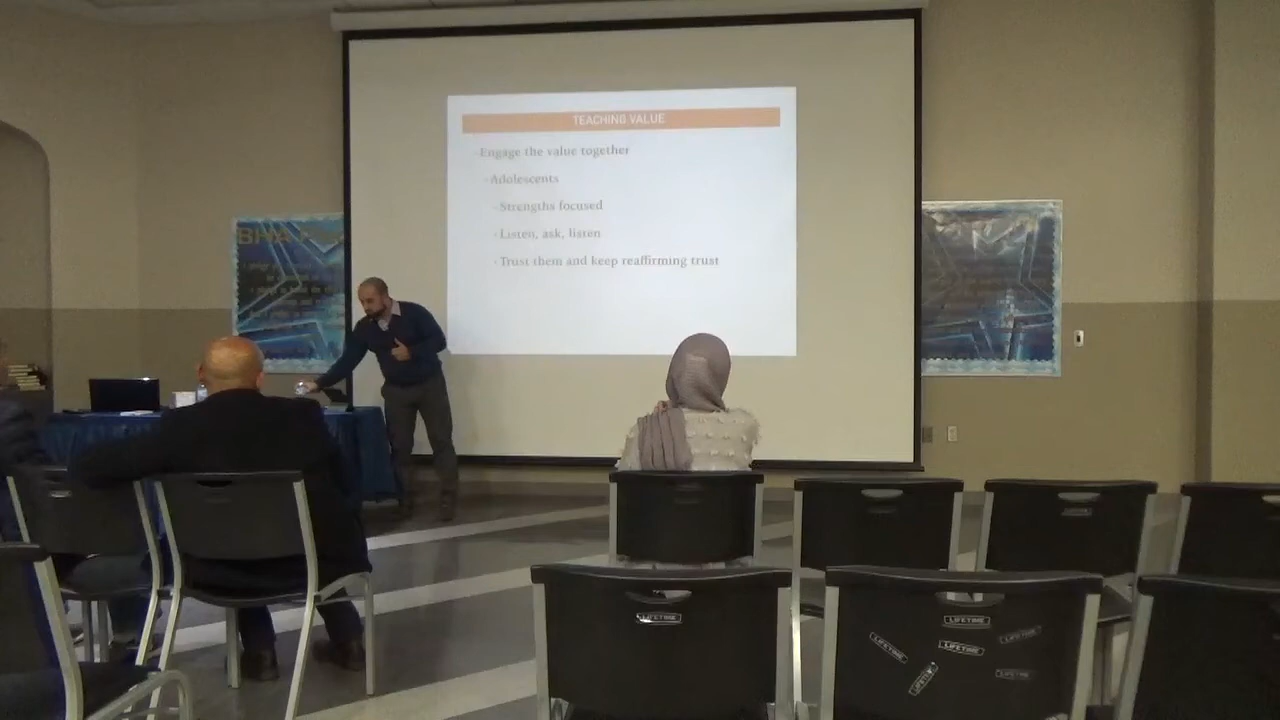 TEACHING VALUE
-Engage the value together
-Adolescents
-Strengths focused
-Listen, ask, listen
-Trust them and keep reaffirming trust
BHA
LIFETIME
LIFETIME
LIFETIME
LIFETIME
LIFETIME
LIFETIME
LIFETIME